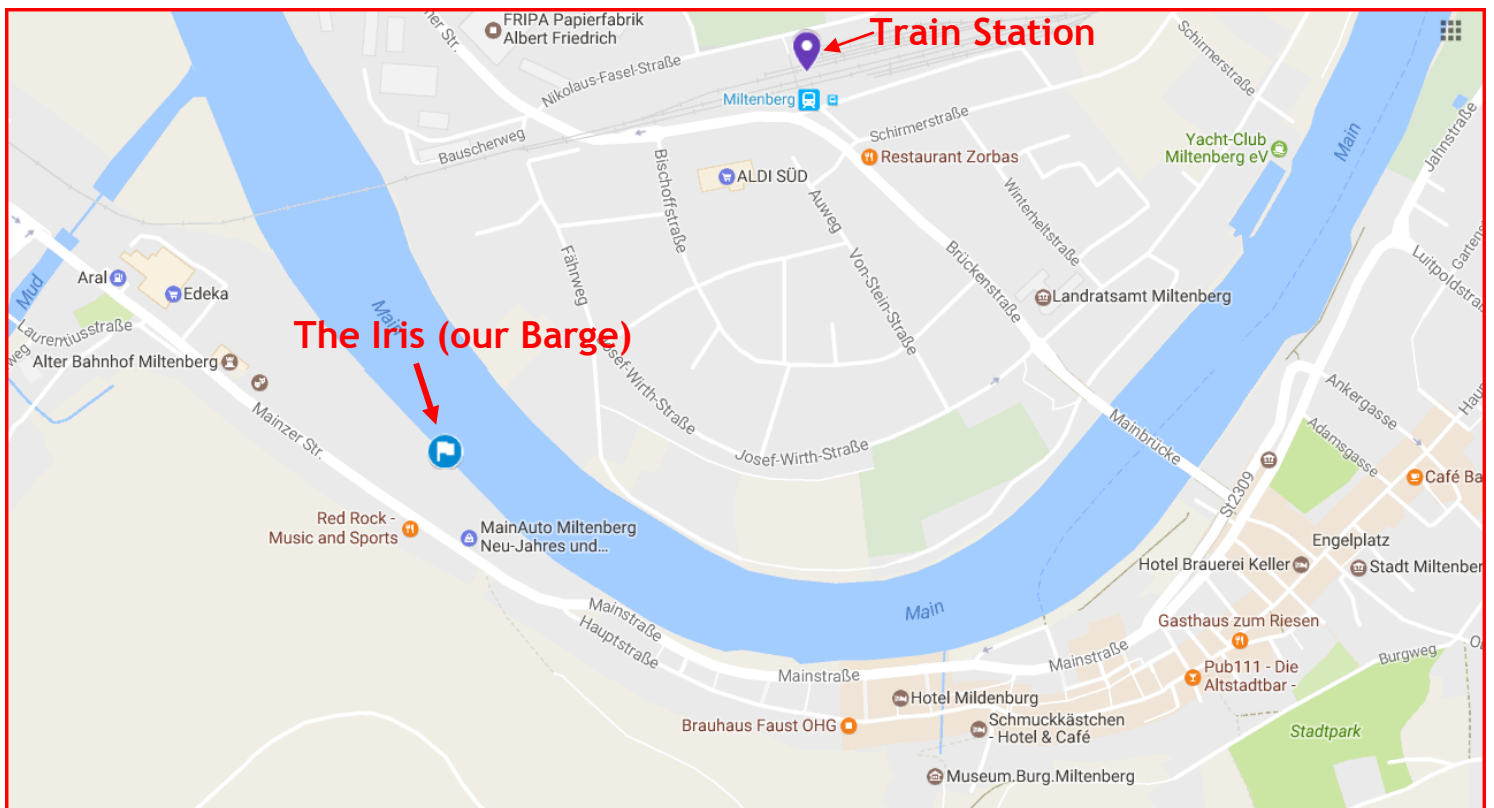 FRIPA Papierfabrik
Albert Friedrich
Train Station
Nikolaus-Fasel-Straße
Schirmerstraße
Miltenberg
Bauscherweg
Schirmerstraße
Restaurant Zorbas
Yacht-Club
Miltenberg eV
Main
Jahnstraße
Bischoffstraße
ALDI SÜD
Auweg
Winterheltstraße
Fährweg
Von-Stein-Straße
Brückenstraße
Luitpoldstra
Aral
Edeka
Mud
Landratsamt Miltenberg
Main
The Iris (our Barge)
Laurentiusstraße
weg
Alter Bahnhof Miltenberg
Josef-Wirth-Straße
Ankergasse
Mainzer Str.
Mainbrücke
Adamsgasse
Josef-Wirth-Straße
St2309
Café Ba
Red Rock -
Music and Sports
MainAuto Miltenberg
Neu-Jahres und...
Engelplatz
Hotel Brauerei Keller
Stadt Miltenber
Mainstraße
Main
Hauptstraße
Gasthaus zum Riesen
Mainstraße
Burgweg
Mainstraße
Pub111 - Die
Altstadtbar -
Hotel Mildenburg
Brauhaus Faust OHG
Schmuckkästchen
- Hotel & Café
Stadtpark
Museum.Burg.Miltenberg